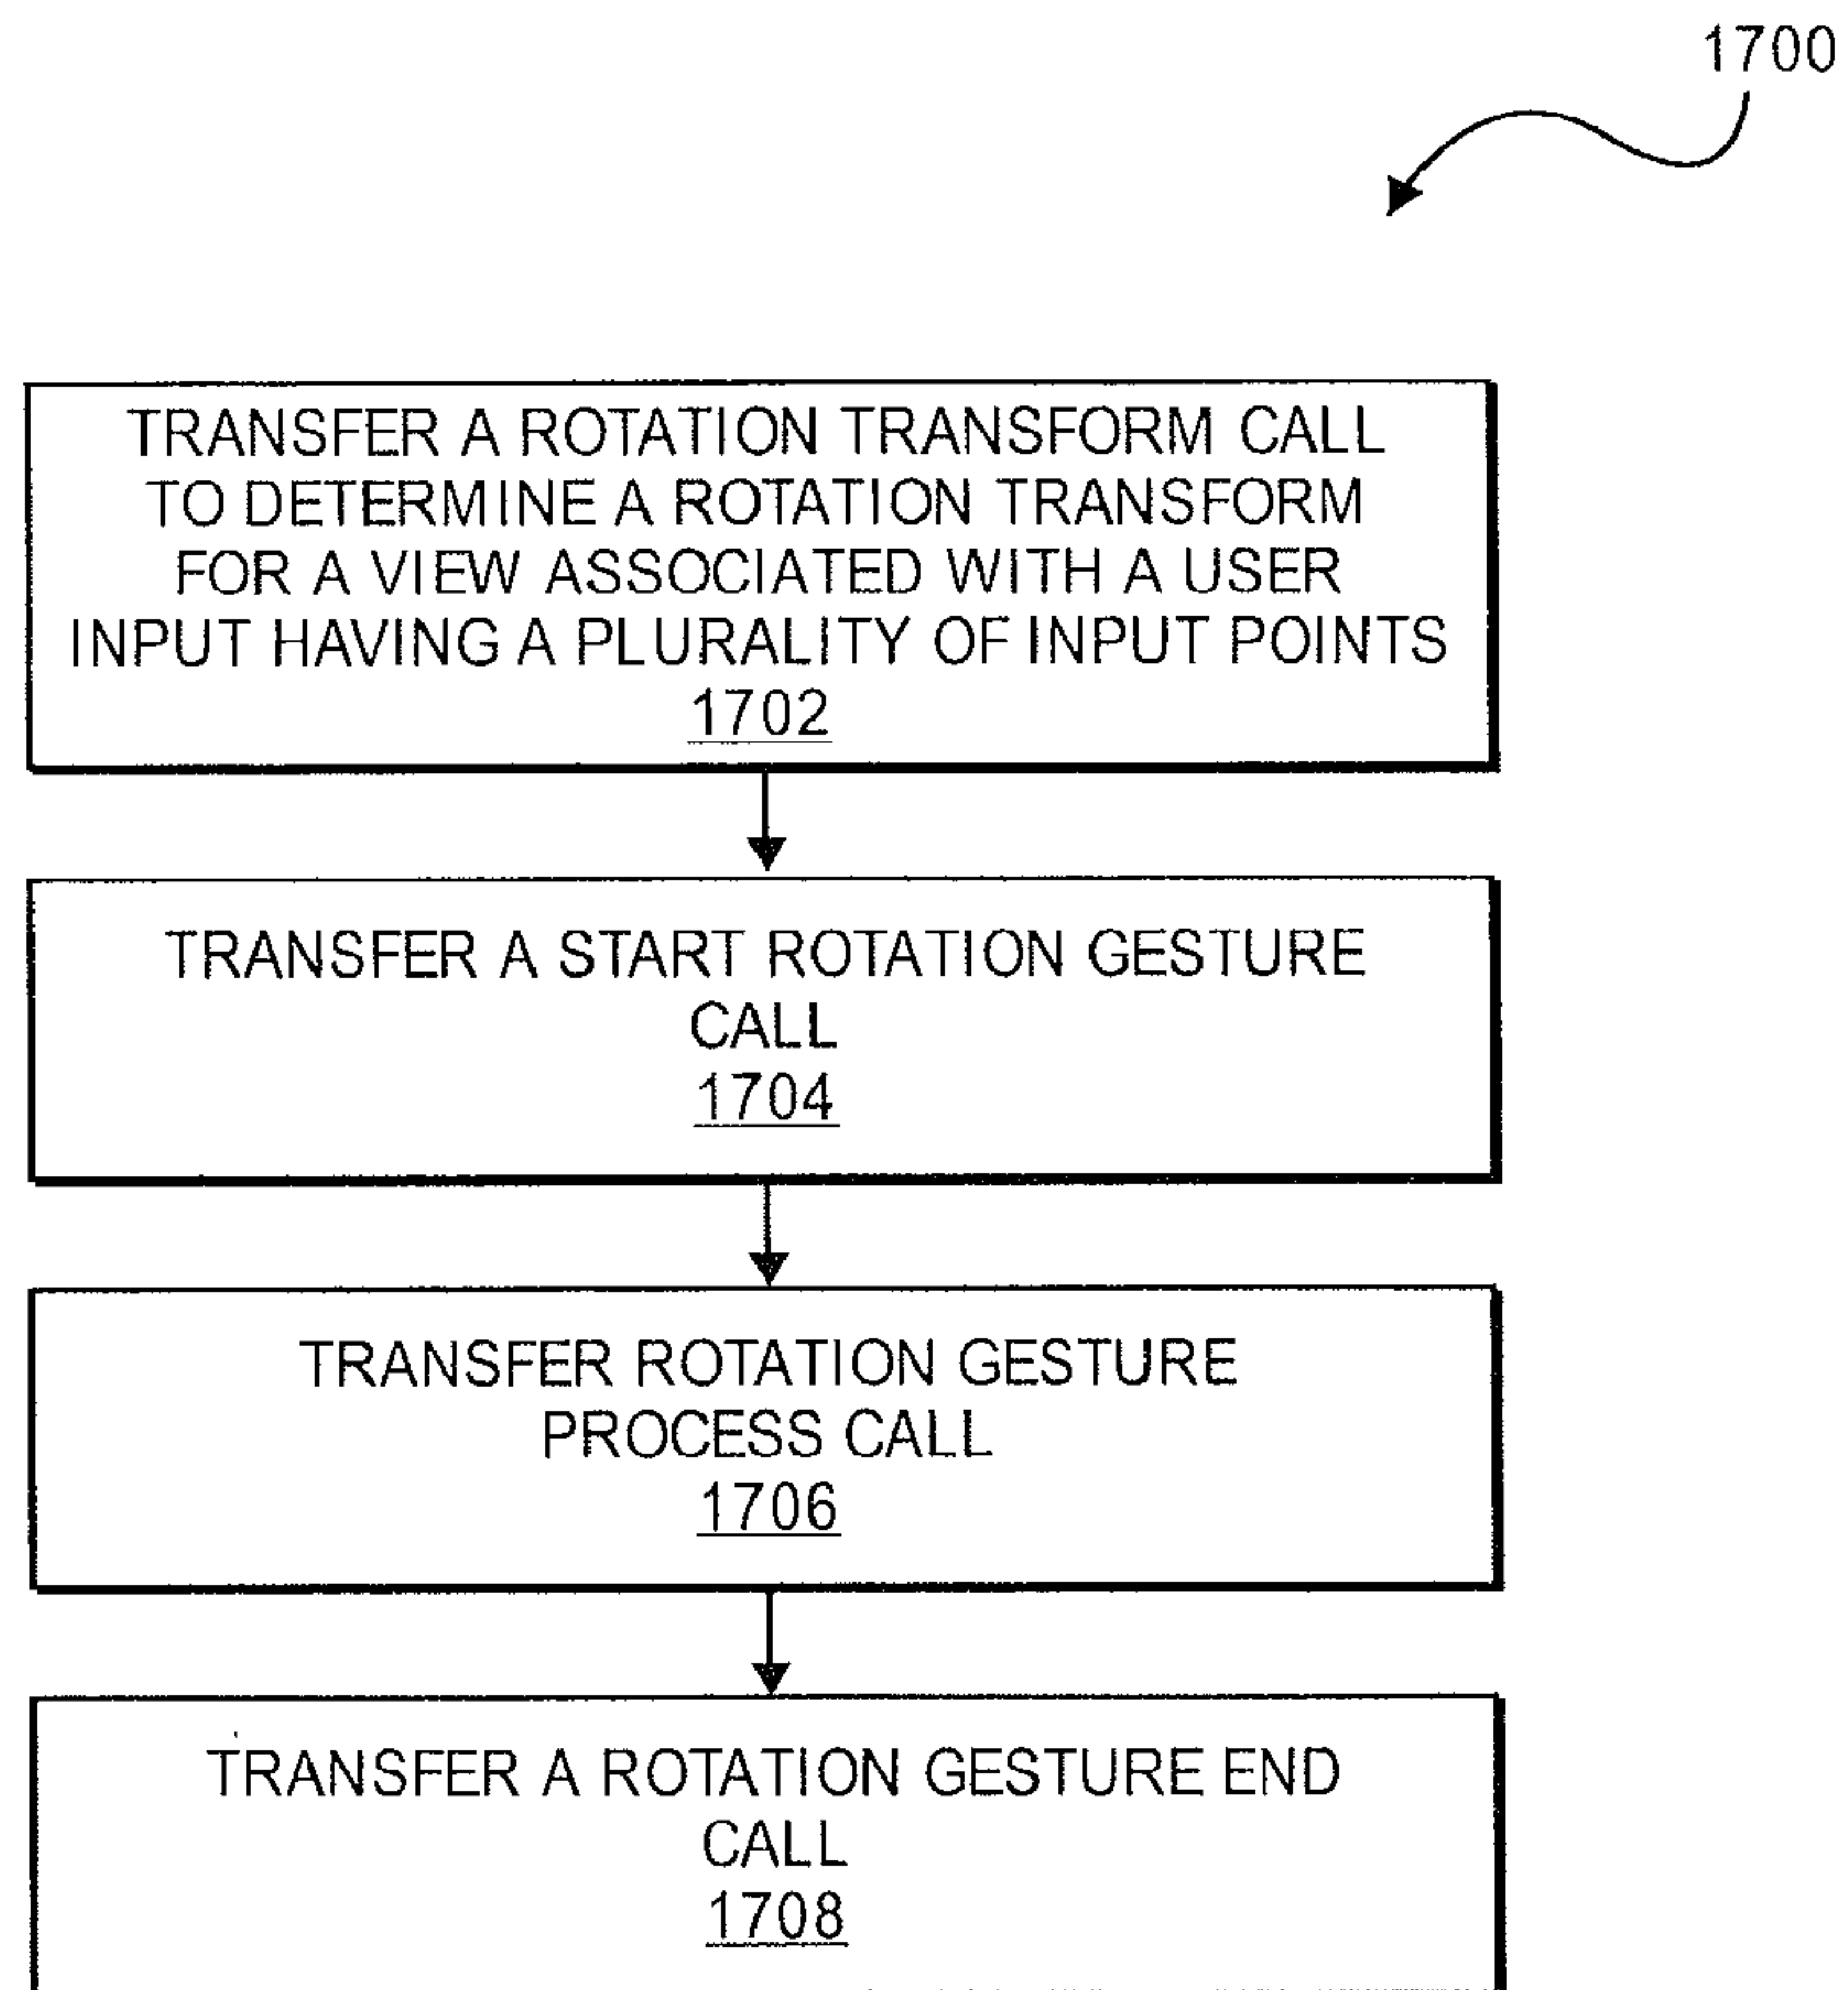 1700
TRANSFER A ROTATION TRANSFORM CALL
TO DETERMINE A ROTATION TRANSFORM
FOR A VIEW ASSOCIATED WITH A USER
INPUT HAVING A PLURALITY OF INPUT POINTS
1702
TRANSFER A START ROTATION GESTURE
CALL
1704
TRANSFER ROTATION GESTURE
PROCESS CALL
1706
TRANSFER A ROTATION GESTURE END
CALL
1708